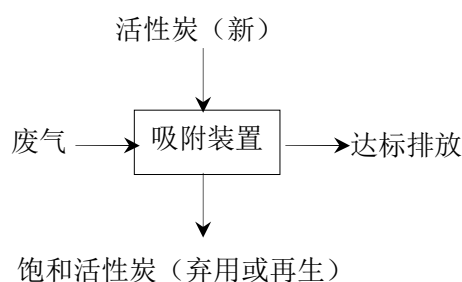 活性炭（新）
废气
吸附装置
达标排放
饱和活性炭（弃用或再生）